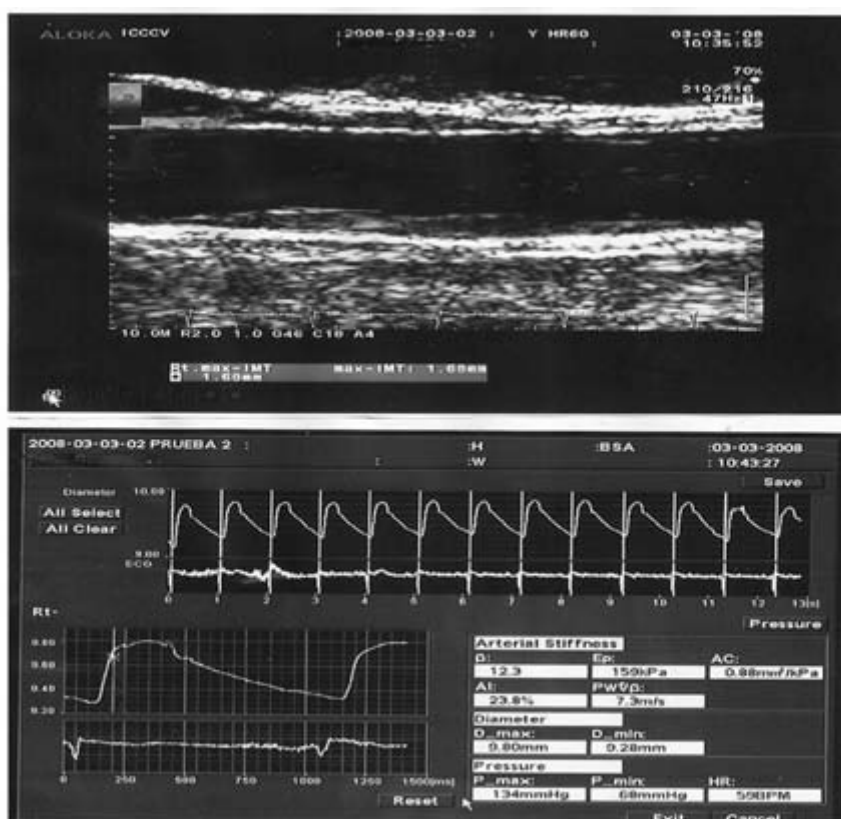 ALOKA ICCCV 2008-03-03-02 : Y HR60 03-03-'08
10:35:52
70%
210/216
10.0M R2.0 1.0 G46 C18 A4
Rt.max-IMT max-IMT: 1.68mm
1.68mm
2008-03-03-02 PRUEBA 2 : :H :BSA :03-03-2008
: :W : 10:43:27
Save
Diameter 10.00
All Select
All Clear
9.00
ECG
0 1 2 3 4 5 6 7 8 9 10 11 12 13[s]
Rt-
Pressure
9.80
9.60
9.40
9.20
0 250 500 750 1000 1250 1500[ms]
Reset
Arterial Stiffness
β: Ep: AC:
12.3 159kPa 0.88mm²/kPa
AI: PWVβ:
23.8% 7.3m/s
Diameter
D_max: D_min:
9.80mm 9.28mm
Pressure
P_max: P_min: HR:
134mmHg 68mmHg 59BPM
Exit Cancel